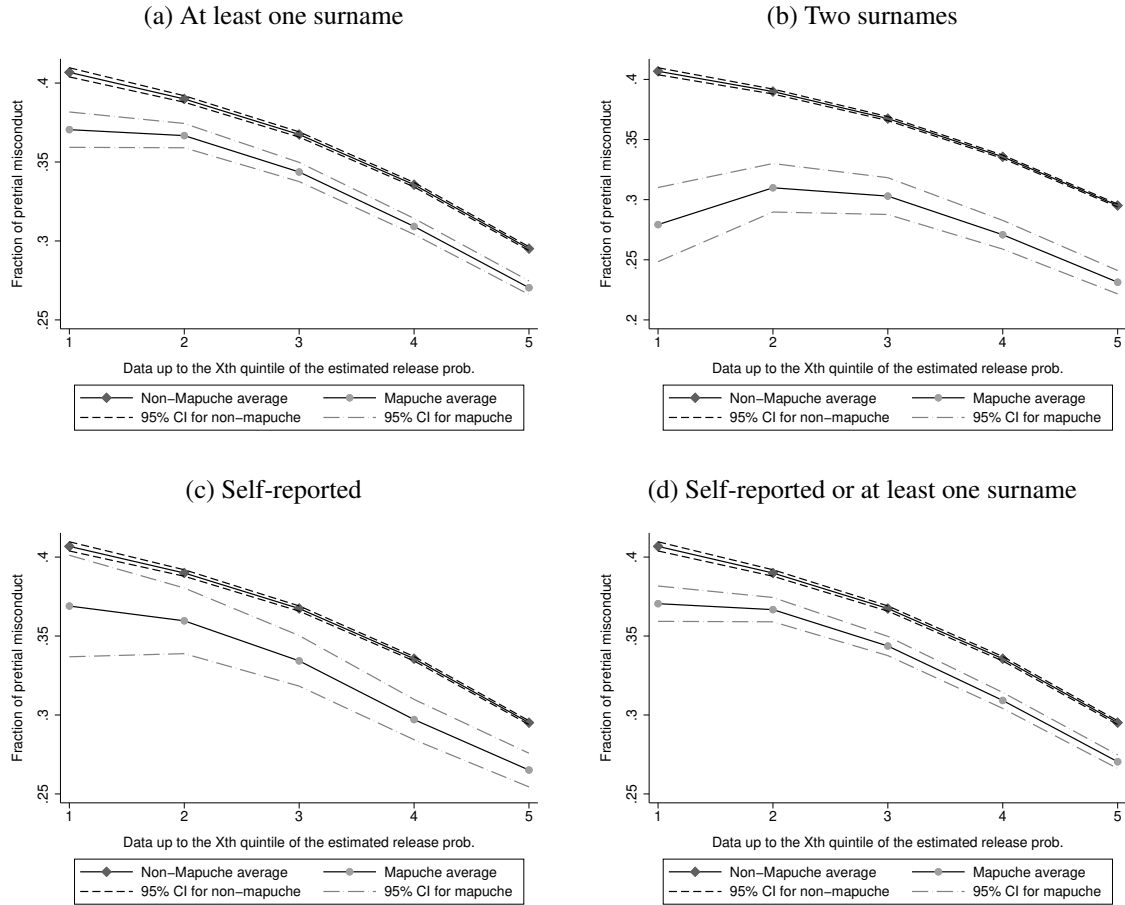 (a) At least one surname
Fraction of pretrial misconduct
.4
.35
.3
.25
1 2 3 4 5
Data up to the Xth quintile of the estimated release prob.
Non−Mapuche average Mapuche average
95% CI for non−mapuche 95% CI for mapuche
(b) Two surnames
Fraction of pretrial misconduct
.4
.35
.3
.25
.2
1 2 3 4 5
Data up to the Xth quintile of the estimated release prob.
Non−Mapuche average Mapuche average
95% CI for non−mapuche 95% CI for mapuche
(c) Self-reported
Fraction of pretrial misconduct
.4
.35
.3
.25
1 2 3 4 5
Data up to the Xth quintile of the estimated release prob.
Non−Mapuche average Mapuche average
95% CI for non−mapuche 95% CI for mapuche
(d) Self-reported or at least one surname
Fraction of pretrial misconduct
.4
.35
.3
.25
1 2 3 4 5
Data up to the Xth quintile of the estimated release prob.
Non−Mapuche average Mapuche average
95% CI for non−mapuche 95% CI for mapuche